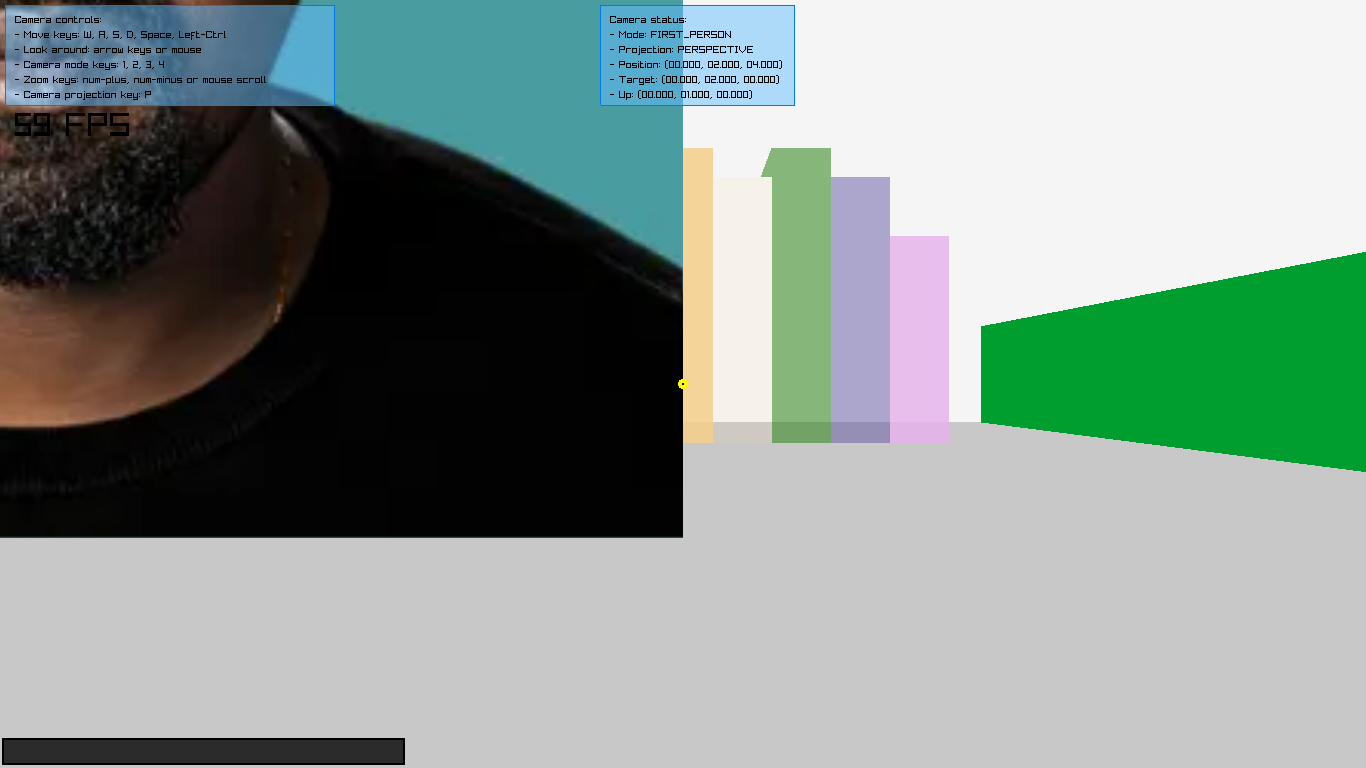 Camera controls:
- Move keys: W, A, S, D, Space, Left-Ctrl
- Look around: arrow keys or mouse
- Camera mode keys: 1, 2, 3, 4
- Zoom keys: num-plus, num-minus or mouse scroll
- Camera projection key: P
59 FPS
Camera status:
- Mode: FIRST_PERSON
- Projection: PERSPECTIVE
- Position: (00.000, 02.000, 04.000)
- Target: (00.000, 02.000, 00.000)
- Up: (00.000, 01.000, 00.000)